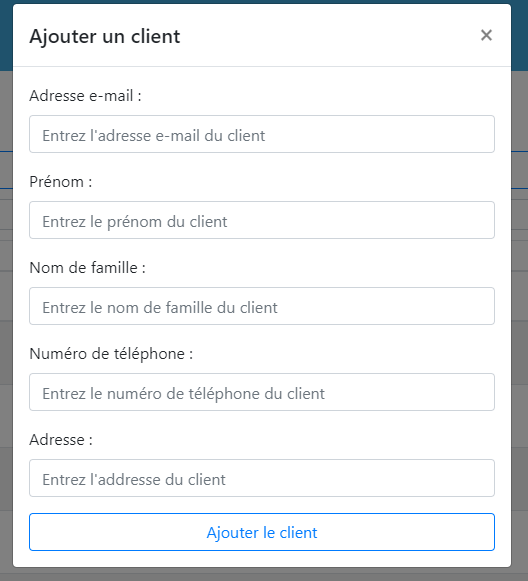 Ajouter un client ×
Adresse e-mail :
Entrez l'adresse e-mail du client
Prénom :
Entrez le prénom du client
Nom de famille :
Entrez le nom de famille du client
Numéro de téléphone :
Entrez le numéro de téléphone du client
Adresse :
Entrez l'addresse du client
Ajouter le client